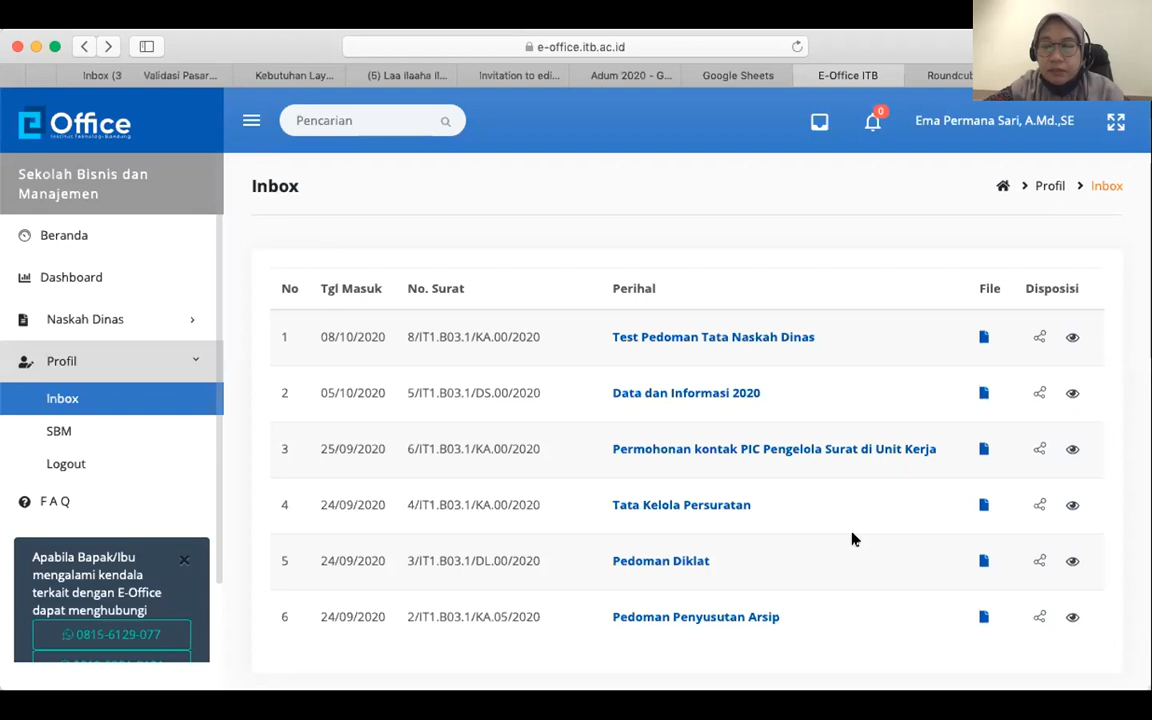 e-office.itb.ac.id
Inbox (3
Validasi Pasar...
Kebutuhan Lay...
(5) Laa ilaaha il...
Invitation to edi...
Adum 2020 - G...
Google Sheets
E-Office ITB
Roundcub
Office
Institut Teknologi Bandung
Pencarian
0
Ema Permana Sari, A.Md.,SE
Sekolah Bisnis dan
Manajemen
Inbox
Profil
Inbox
Beranda
Dashboard
Naskah Dinas
Profil
Inbox
SBM
Logout
F A Q
Apabila Bapak/Ibu
mengalami kendala
terkait dengan E-Office
dapat menghubungi
0815-6129-077
No Tgl Masuk No. Surat Perihal File Disposisi
1 08/10/2020 8/IT1.B03.1/KA.00/2020 Test Pedoman Tata Naskah Dinas
2 05/10/2020 5/IT1.B03.1/DS.00/2020 Data dan Informasi 2020
3 25/09/2020 6/IT1.B03.1/KA.00/2020 Permohonan kontak PIC Pengelola Surat di Unit Kerja
4 24/09/2020 4/IT1.B03.1/KA.00/2020 Tata Kelola Persuratan
5 24/09/2020 3/IT1.B03.1/DL.00/2020 Pedoman Diklat
6 24/09/2020 2/IT1.B03.1/KA.05/2020 Pedoman Penyusutan Arsip